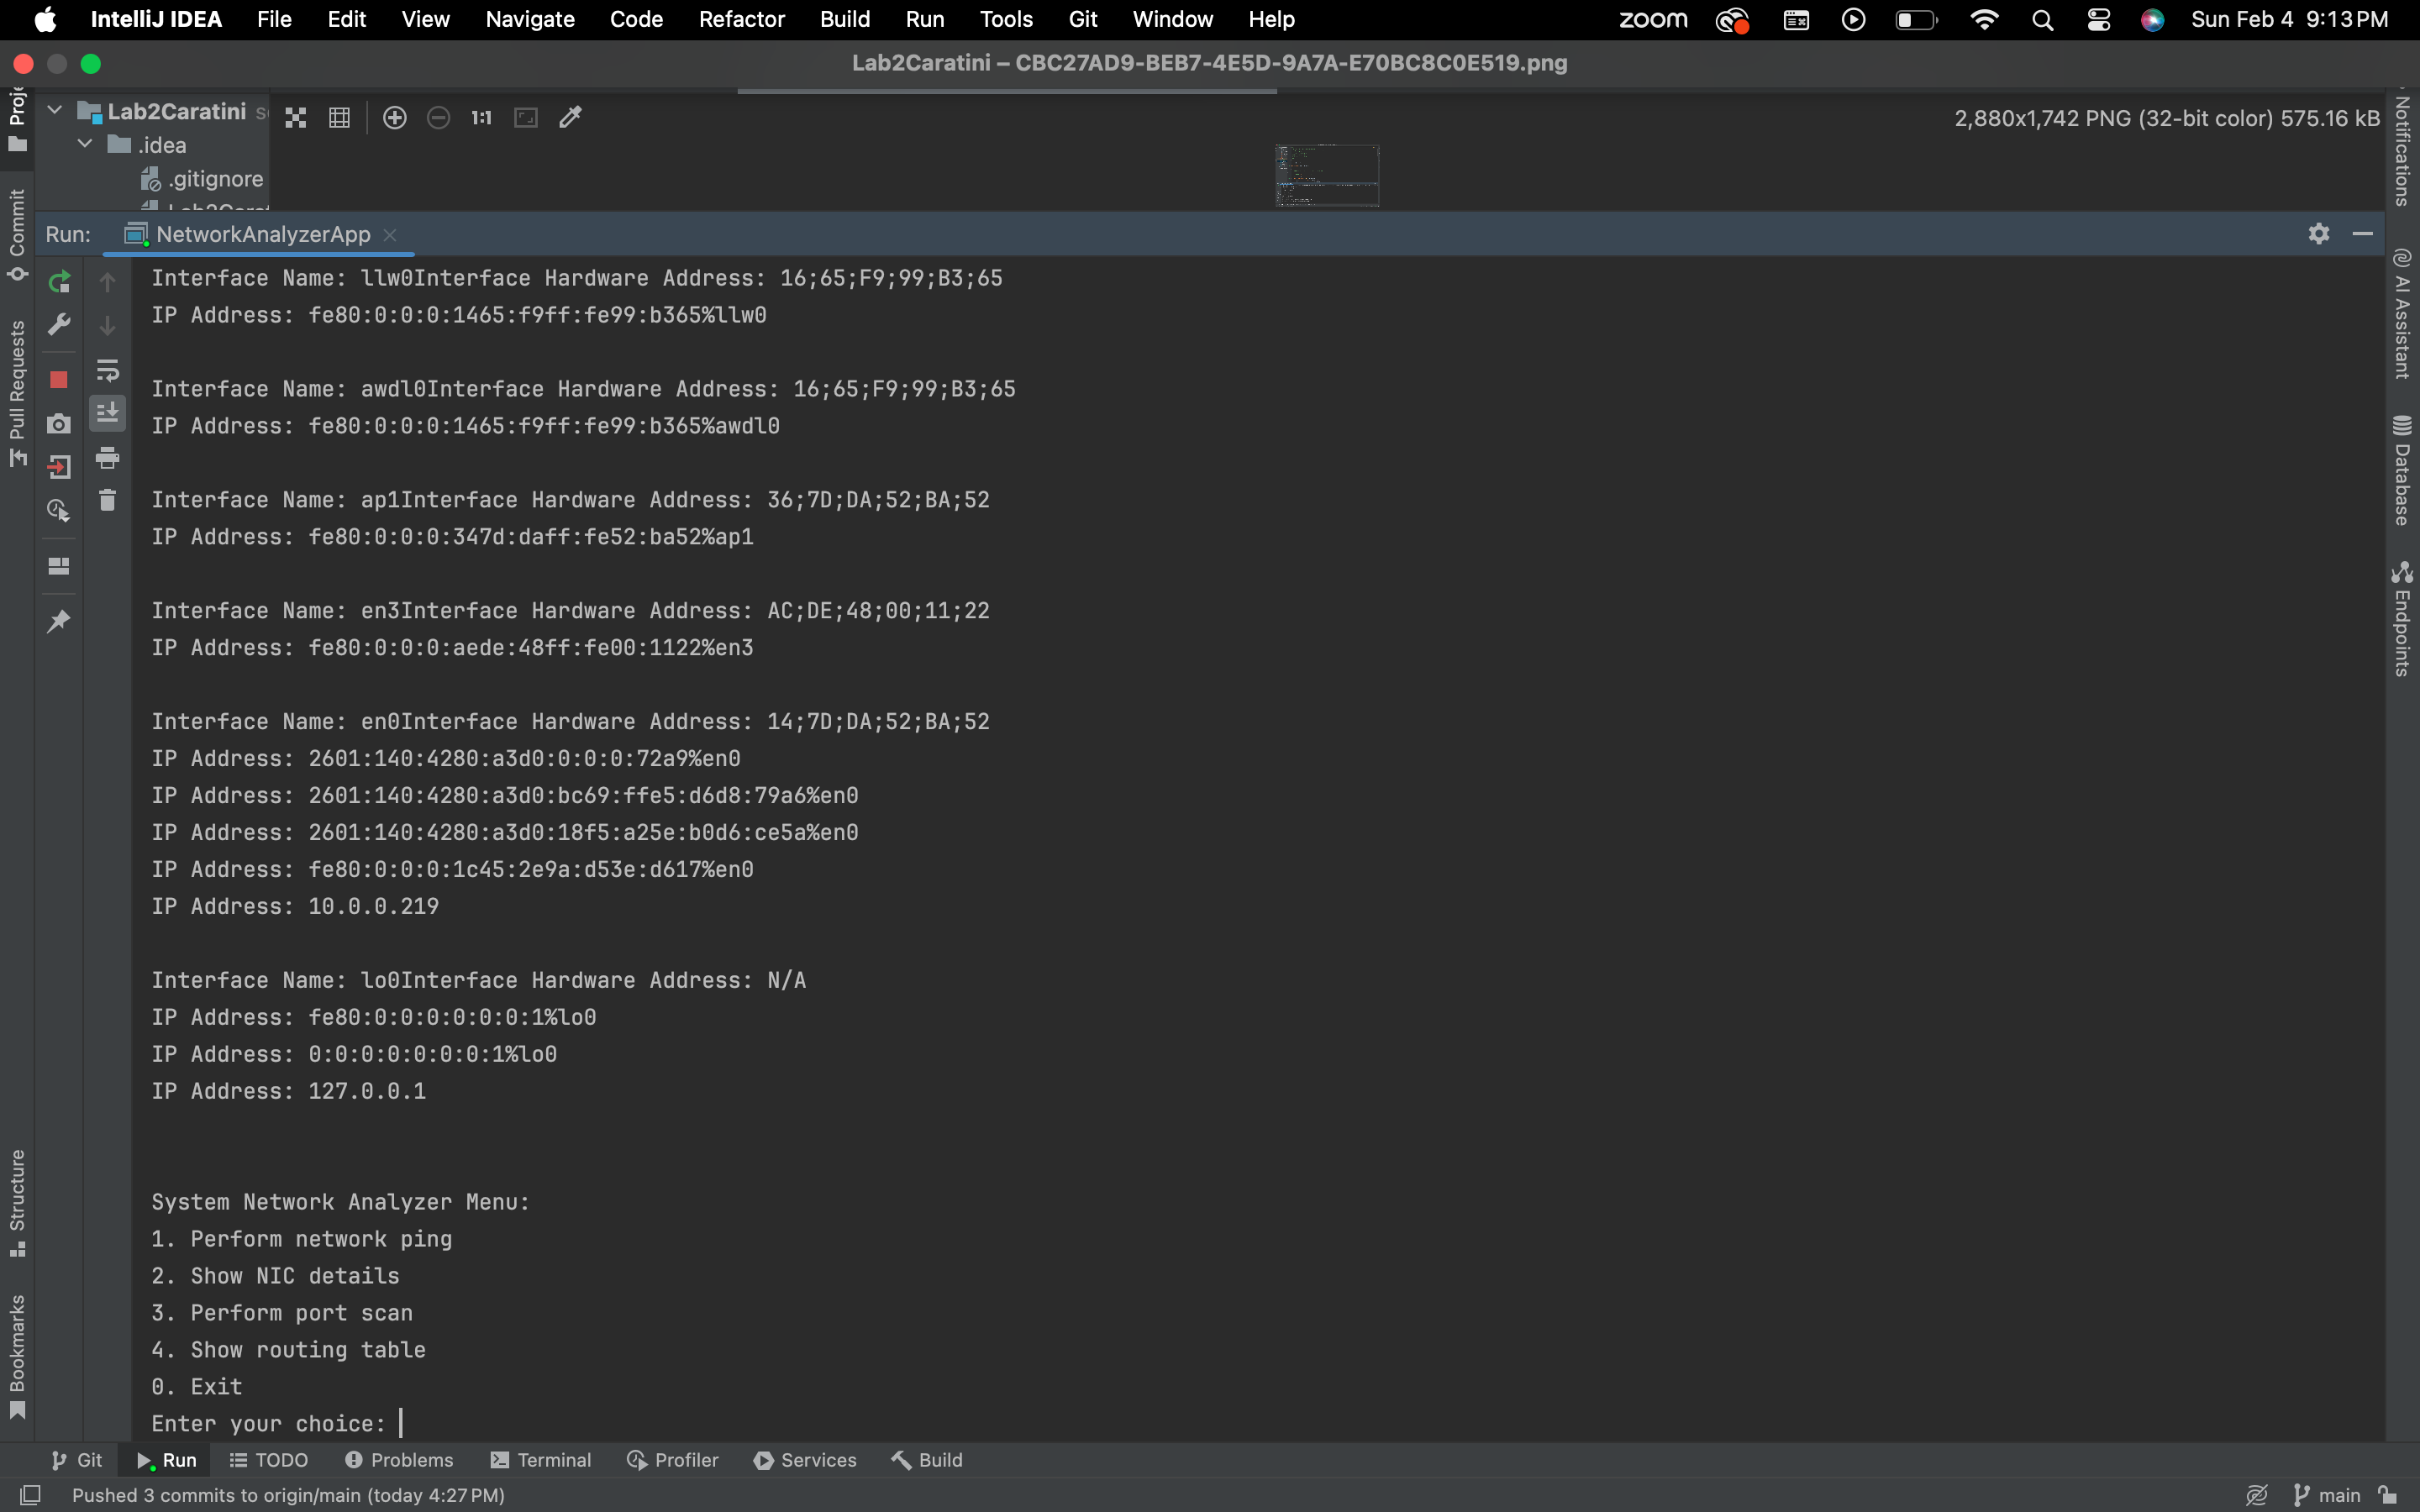 IntelliJ IDEA File Edit View Navigate Code Refactor Build Run Tools Git Window Help zoom Sun Feb 4 9:13 PM
Lab2Caratini – CBC27AD9-BEB7-4E5D-9A7A-E70BC8C0E519.png
Lab2Caratini
2,880x1,742 PNG (32-bit color) 575.16 kB
.idea
.gitignore
Commit
Pull Requests
Structure
Bookmarks
Notifications
AI Assistant
Database
Endpoints
Run: NetworkAnalyzerApp
Interface Name: llw0Interface Hardware Address: 16;65;F9;99;B3;65
IP Address: fe80:0:0:0:1465:f9ff:fe99:b365%llw0
Interface Name: awdl0Interface Hardware Address: 16;65;F9;99;B3;65
IP Address: fe80:0:0:0:1465:f9ff:fe99:b365%awdl0
Interface Name: ap1Interface Hardware Address: 36;7D;DA;52;BA;52
IP Address: fe80:0:0:0:347d:daff:fe52:ba52%ap1
Interface Name: en3Interface Hardware Address: AC;DE;48;00;11;22
IP Address: fe80:0:0:0:aede:48ff:fe00:1122%en3
Interface Name: en0Interface Hardware Address: 14;7D;DA;52;BA;52
IP Address: 2601:140:4280:a3d0:0:0:0:72a9%en0
IP Address: 2601:140:4280:a3d0:bc69:ffe5:d6d8:79a6%en0
IP Address: 2601:140:4280:a3d0:18f5:a25e:b0d6:ce5a%en0
IP Address: fe80:0:0:0:1c45:2e9a:d53e:d617%en0
IP Address: 10.0.0.219
Interface Name: lo0Interface Hardware Address: N/A
IP Address: fe80:0:0:0:0:0:0:1%lo0
IP Address: 0:0:0:0:0:0:0:1%lo0
IP Address: 127.0.0.1
System Network Analyzer Menu:
1. Perform network ping
2. Show NIC details
3. Perform port scan
4. Show routing table
0. Exit
Enter your choice:
Git Run TODO Problems Terminal Profiler Services Build
Pushed 3 commits to origin/main (today 4:27 PM) main